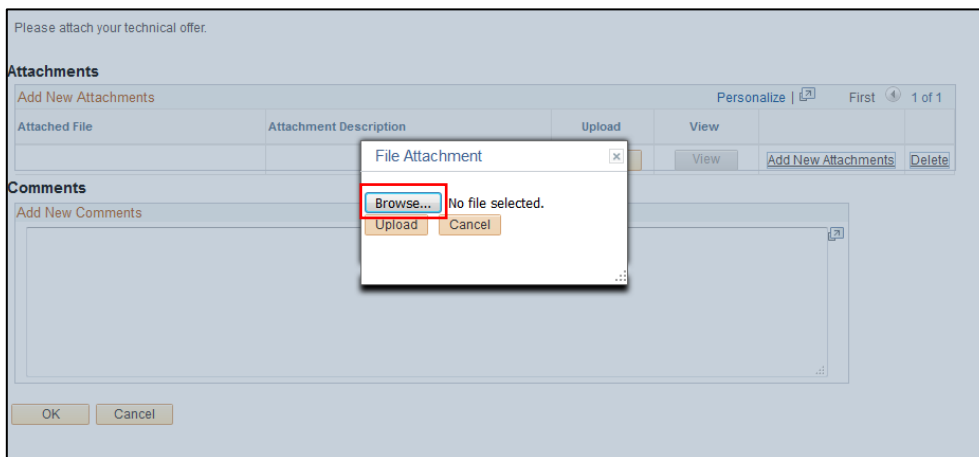 Please attach your technical offer.
Attachments
Add New Attachments Personalize | First 1 of 1
Attached File Attachment Description Upload View
View Add New Attachments Delete
File Attachment
Browse... No file selected.
Upload Cancel
Comments
Add New Comments
OK Cancel